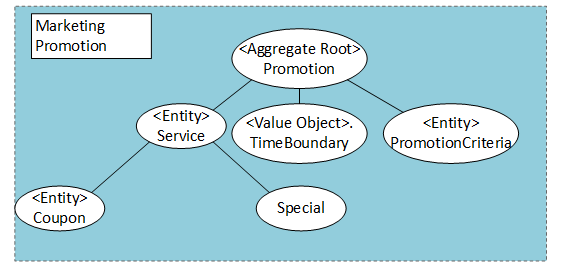 Marketing
Promotion
<Aggregate Root>
Promotion
<Entity>
Service
<Value Object>.
TimeBoundary
<Entity>
PromotionCriteria
<Entity>
Coupon
Special